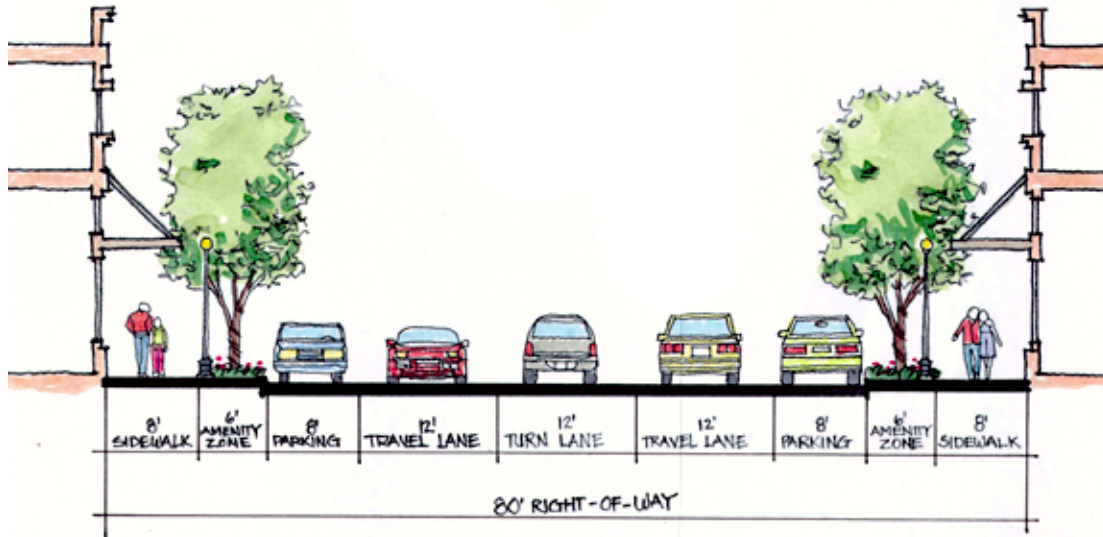 8'
SIDEWALK
6'
AMENITY
ZONE
8'
PARKING
12'
TRAVEL LANE
12'
TURN LANE
12'
TRAVEL LANE
8'
PARKING
6'
AMENITY
ZONE
8'
SIDEWALK
80' RIGHT-OF-WAY